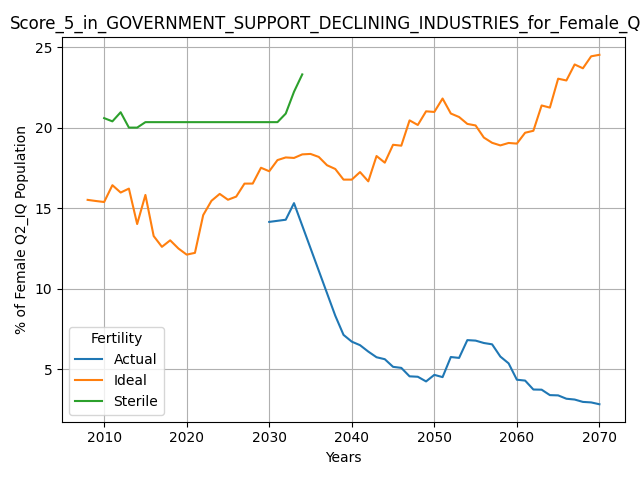 Score_5_in_GOVERNMENT_SUPPORT_DECLINING_INDUSTRIES_for_Female_Q
% of Female Q2_IQ Population
25
20
15
10
5
Fertility
Actual
Ideal
Sterile
2010 2020 2030 2040 2050 2060 2070
Years